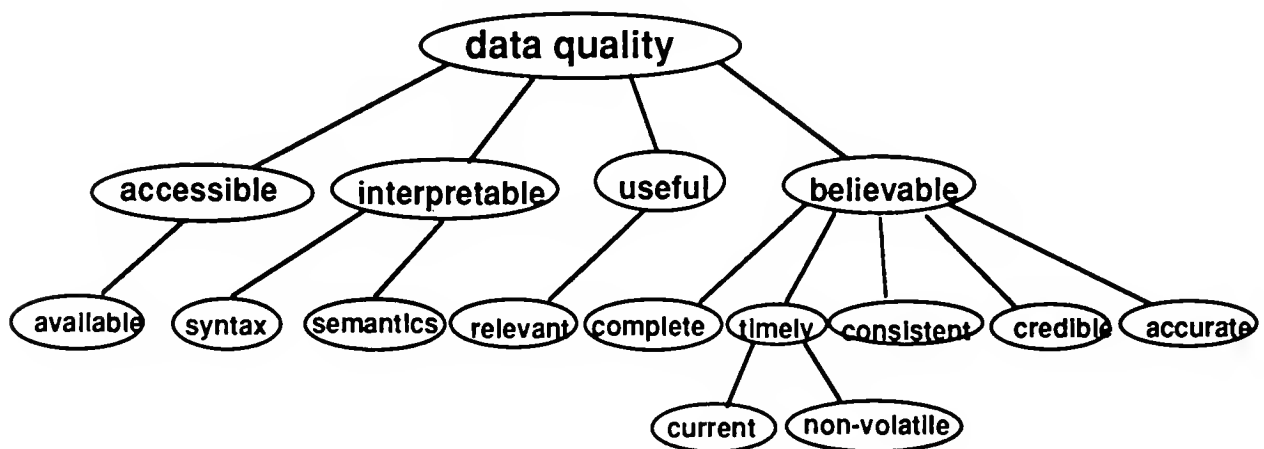 data quality
accessible
interpretable
useful
believable
available
syntax
semantics
relevant
complete
timely
consistent
credible
accurate
current
non-volatile